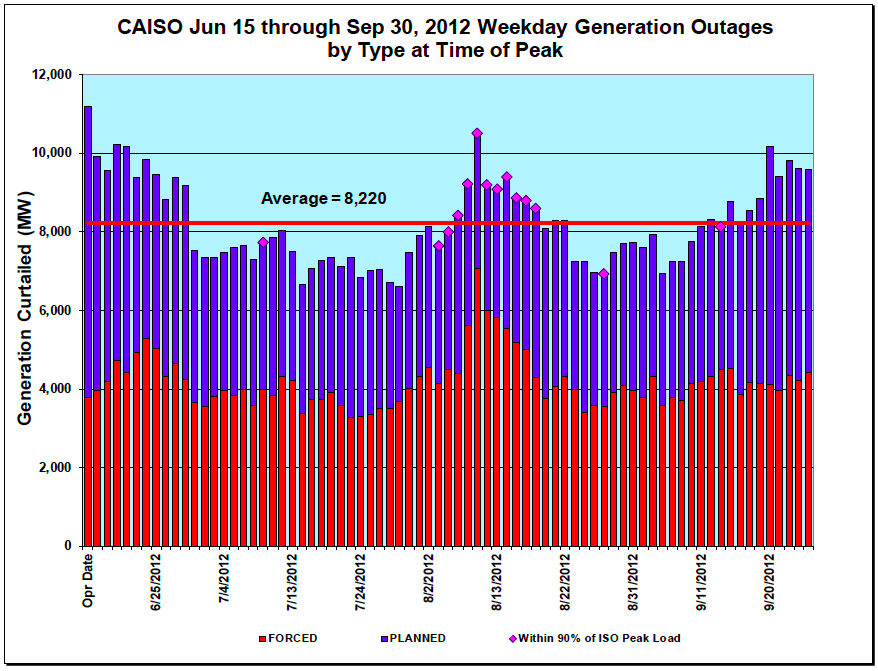 CAISO Jun 15 through Sep 30, 2012 Weekday Generation Outages
by Type at Time of Peak
Generation Curtailed (MW)
12,000
10,000
8,000
6,000
4,000
2,000
0
Average = 8,220
Opr Date
6/25/2012
7/4/2012
7/13/2012
7/24/2012
8/2/2012
8/13/2012
8/22/2012
8/31/2012
9/11/2012
9/20/2012
FORCED
PLANNED
Within 90% of ISO Peak Load